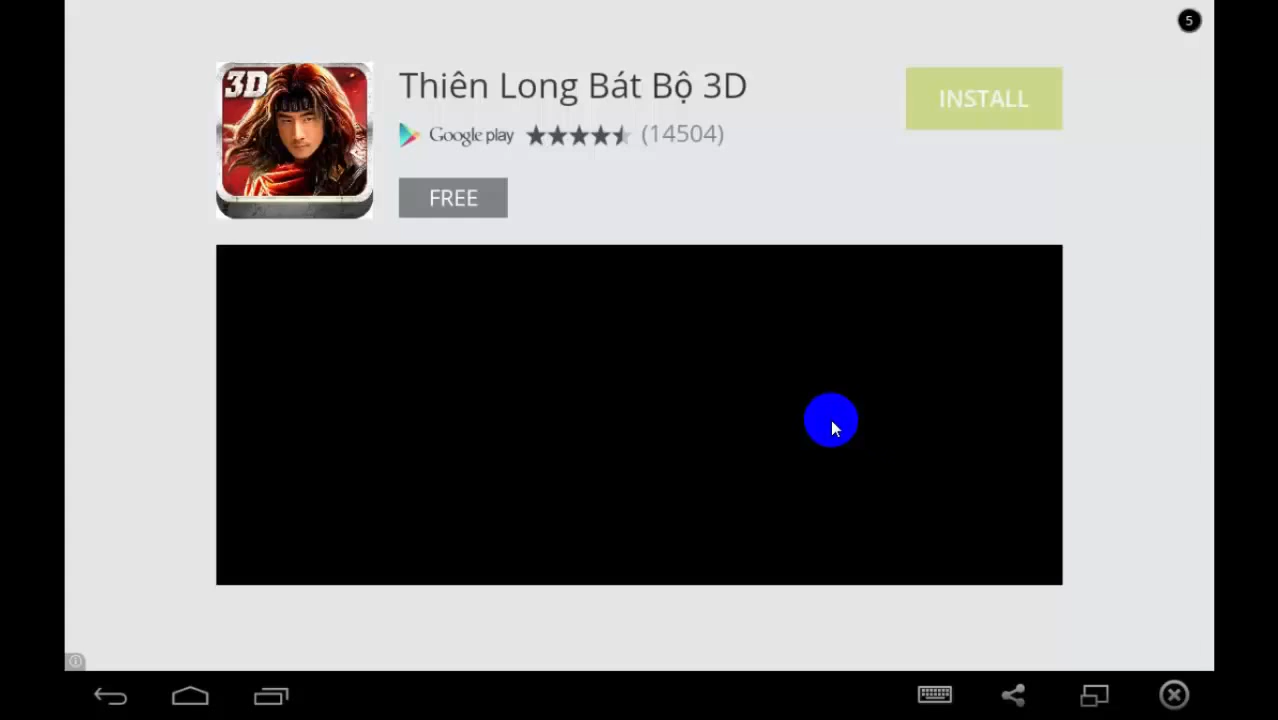 5
3D
Thiên Long Bát Bộ 3D
INSTALL
Google play (14504)
FREE